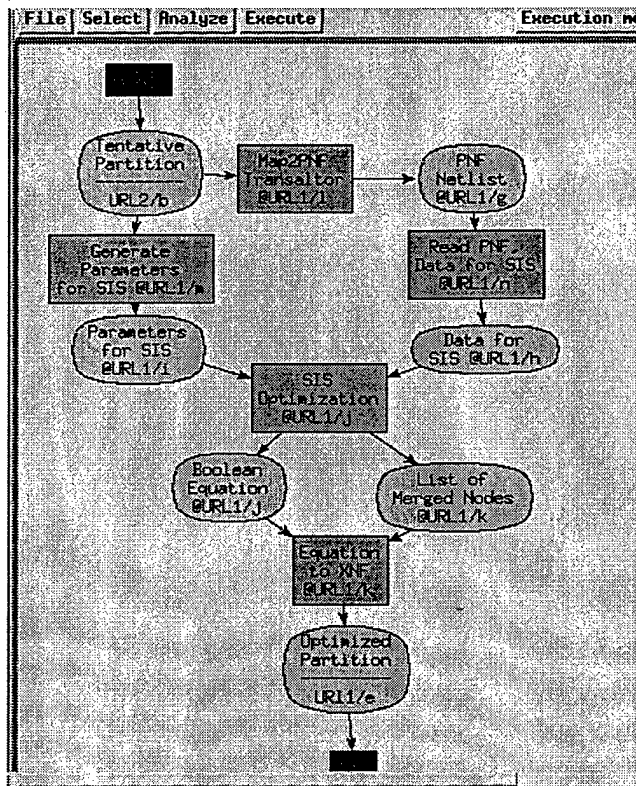 File Select Analyze Execute Execution mo
Tentative
Partition
URL2/b
Map2PNF
Transaltor
@URL1/l
PNF
Netlist
@URL1/g
Generate
Parameters
for SIS @URL1/m
Read PNF
Data for SIS
@URL1/n
Parameters
for SIS
@URL1/i
Data for
SIS @URL1/h
SIS
Optimization
@URL1/j
Boolean
Equation
@URL1/j
List of
Merged Nodes
@URL1/k
Equation
to XNF
@URL1/k
Optimized
Partition
URL1/e